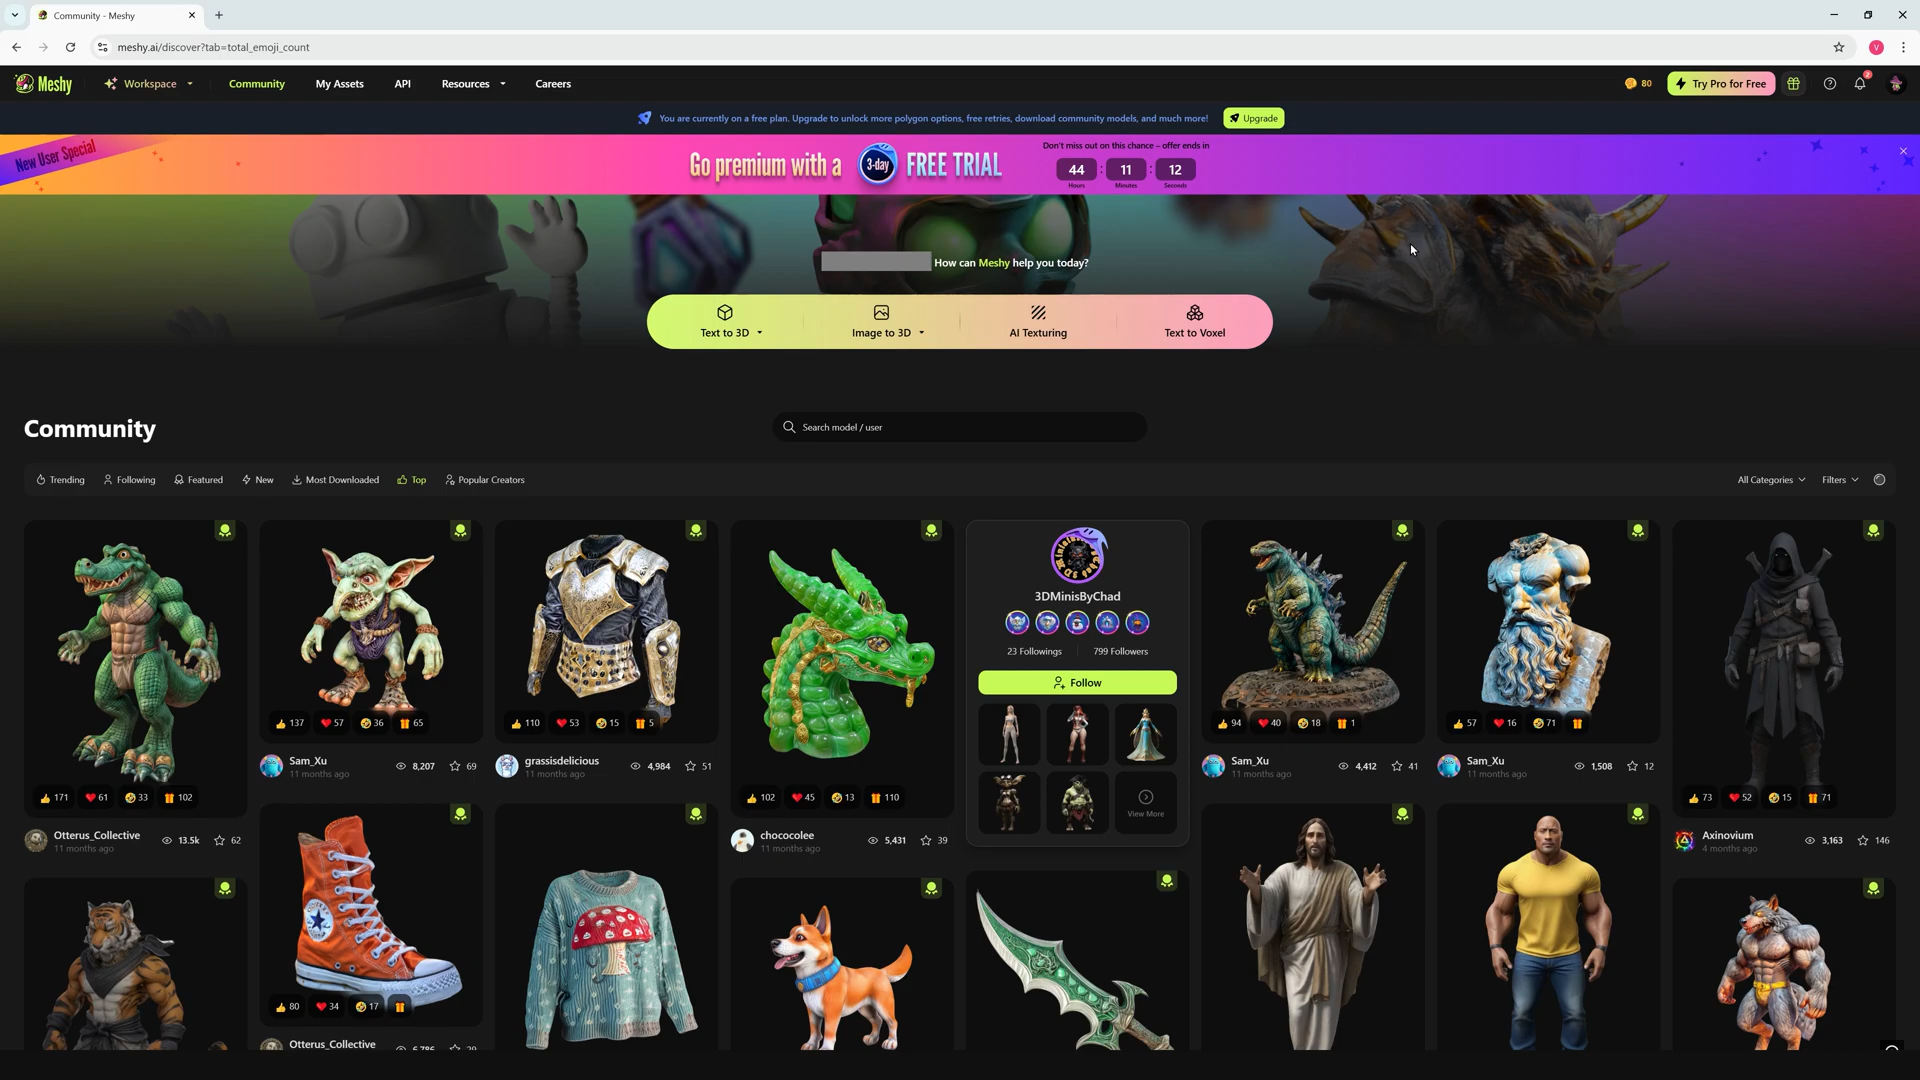 Community - Meshy
meshy.ai/discover?tab=total_emoji_count
V
Meshy
Workspace
Community
My Assets
API
Resources
Careers
80
Try Pro for Free
2
You are currently on a free plan. Upgrade to unlock more polygon options, free retries, download community models, and much more!
Upgrade
New User Special
Go premium with a 3-day FREE TRIAL
Don't miss out on this chance – offer ends in
44 : 11 : 12
Hours Minutes Seconds
How can Meshy help you today?
Text to 3D
Image to 3D
AI Texturing
Text to Voxel
Community
Search model / user
Trending
Following
Featured
New
Most Downloaded
Top
Popular Creators
All Categories
Filters
171 61 33 102
Otterus_Collective
11 months ago
13.5k 62
137 57 36 65
Sam_Xu
11 months ago
8,207 69
110 53 15 5
grassisdelicious
11 months ago
4,984 51
102 45 13 110
chococolee
11 months ago
5,431 39
3DMinisByChad
23 Followings
799 Followers
Follow
View More
94 40 18 1
Sam_Xu
11 months ago
4,412 41
57 16 71
Sam_Xu
11 months ago
1,508 12
73 52 15 71
Axinovium
4 months ago
3,163 146
80 34 17
Otterus_Collective